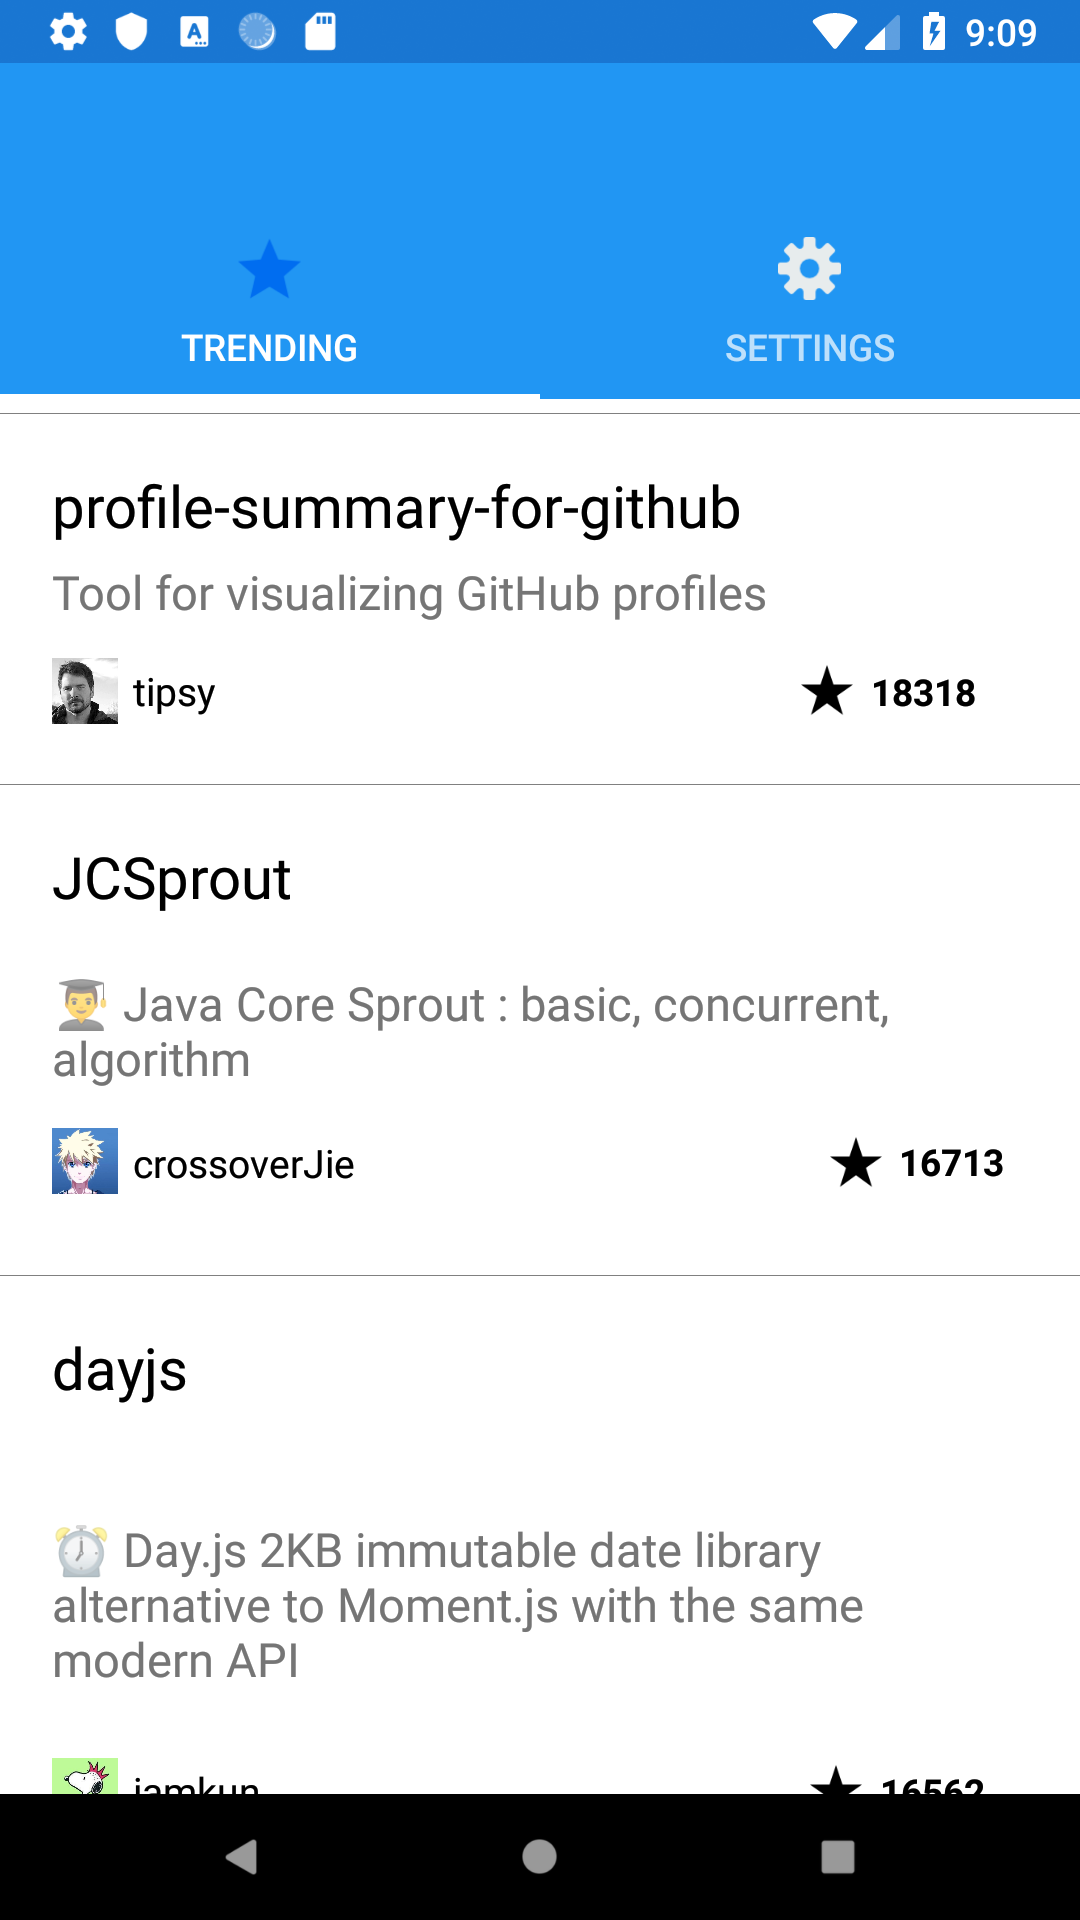 9:09
TRENDING
SETTINGS
profile-summary-for-github
Tool for visualizing GitHub profiles
tipsy
18318
JCSprout
👨‍🎓 Java Core Sprout : basic, concurrent,
algorithm
crossoverJie
16713
dayjs
⏰ Day.js 2KB immutable date library
alternative to Moment.js with the same
modern API
iamkun
16562